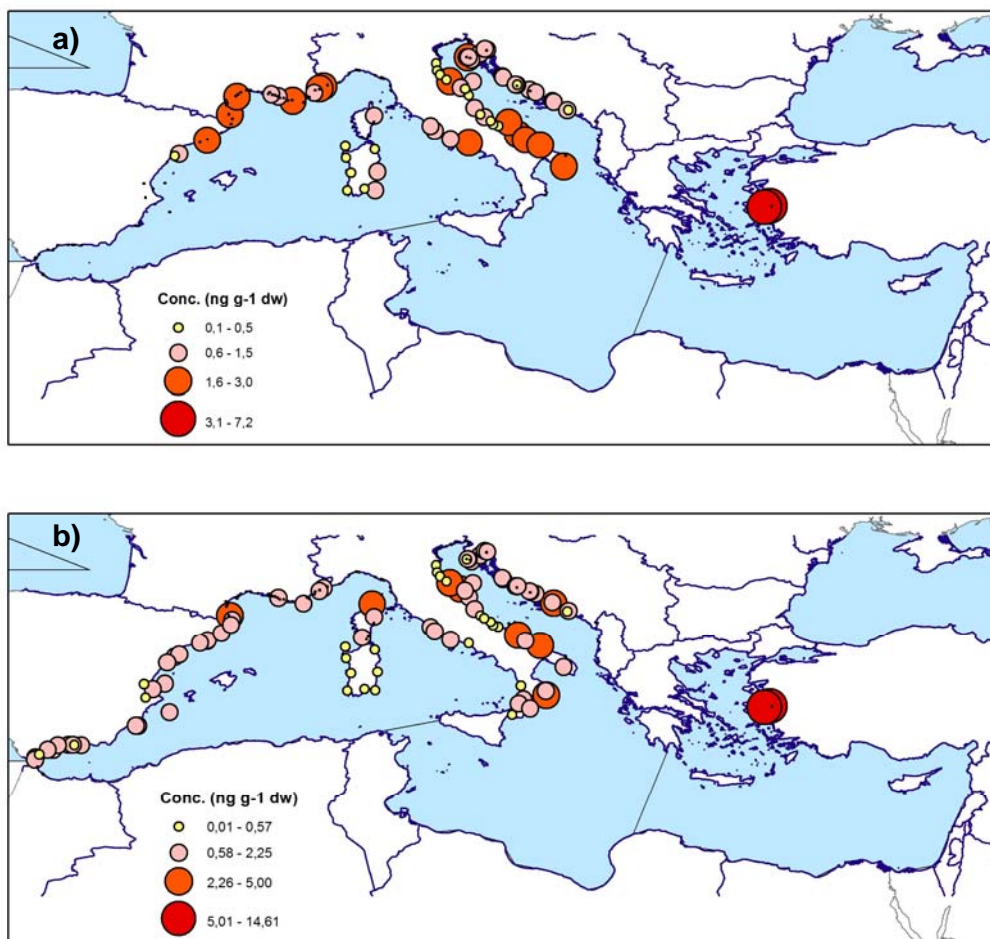 a)
Conc. (ng g-1 dw)
0,1 - 0,5
0,6 - 1,5
1,6 - 3,0
3,1 - 7,2
b)
Conc. (ng g-1 dw)
0,01 - 0,57
0,58 - 2,25
2,26 - 5,00
5,01 - 14,61